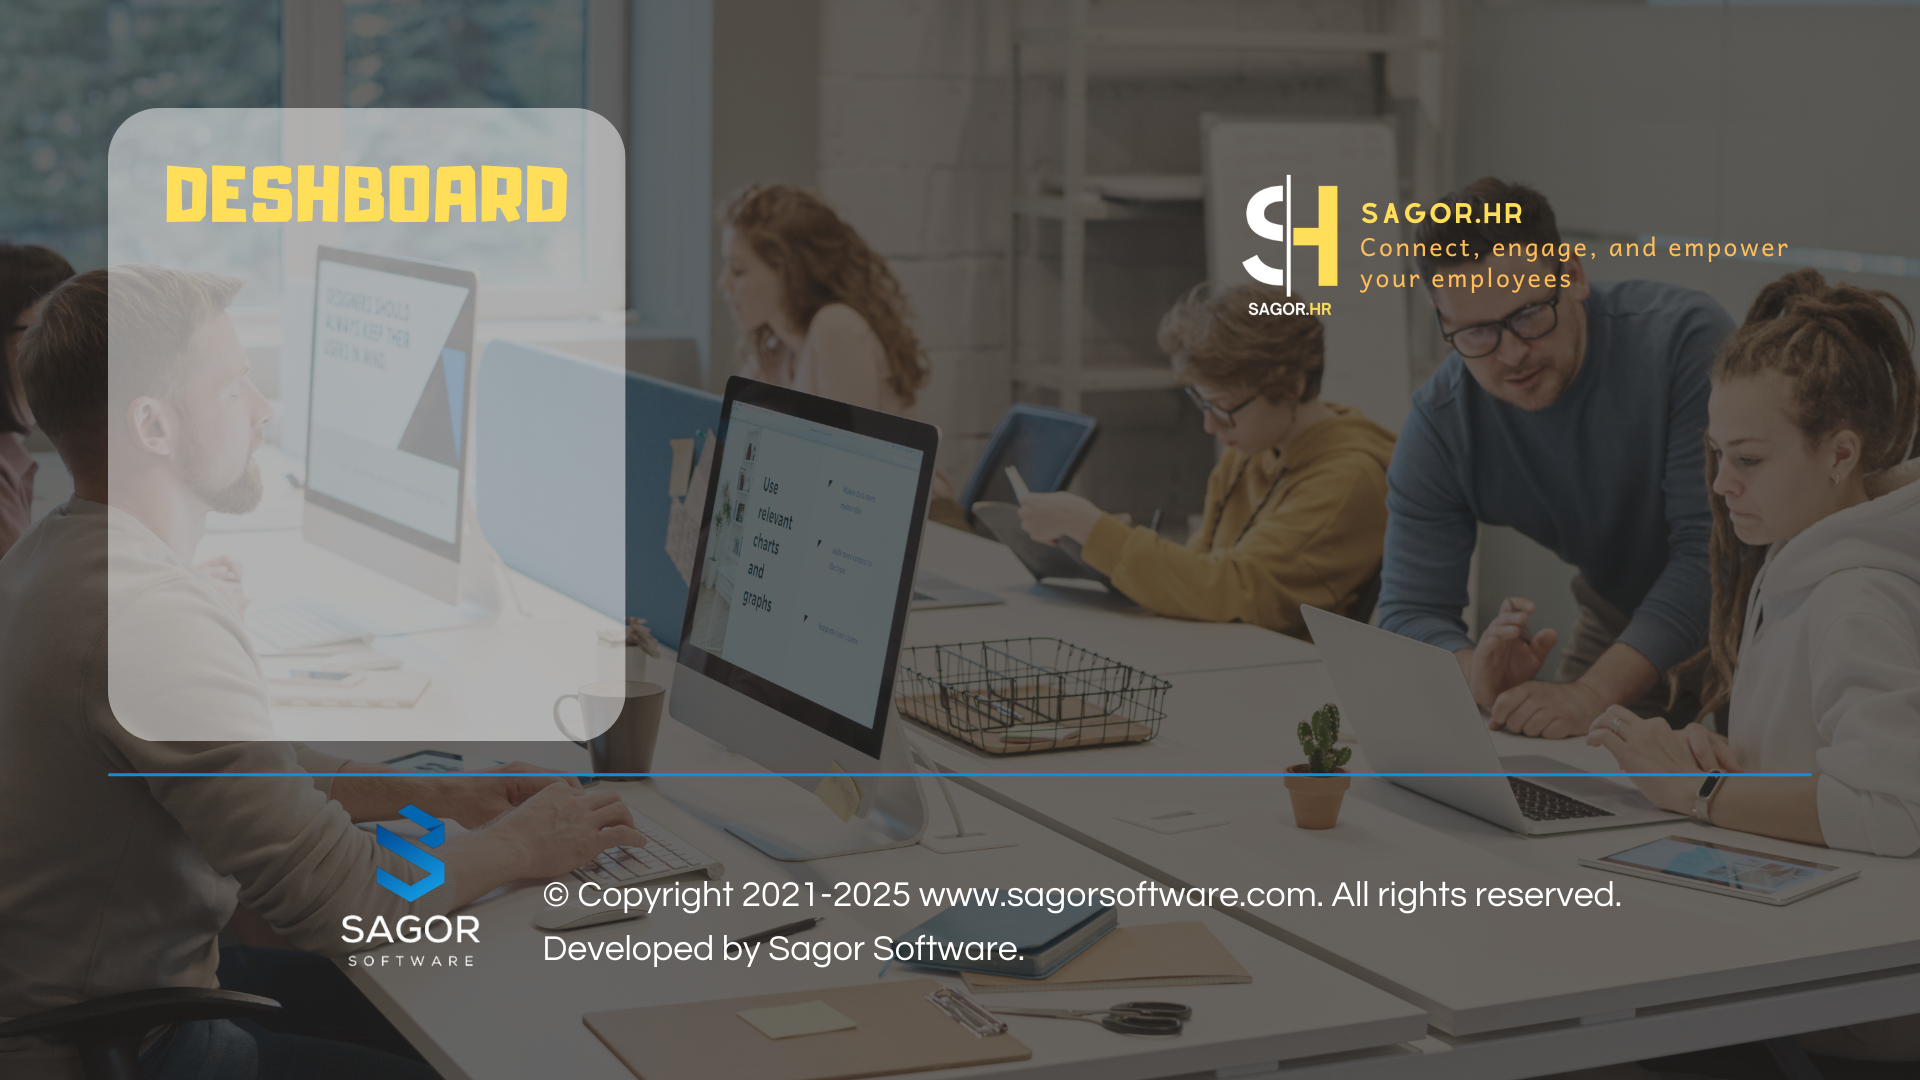 DESHBOARD
SAGOR.HR
Connect, engage, and empower
your employees
SAGOR.HR
Use
relevant
charts
and
graphs
SAGOR
SOFTWARE
© Copyright 2021-2025 www.sagorsoftware.com. All rights reserved.
Developed by Sagor Software.